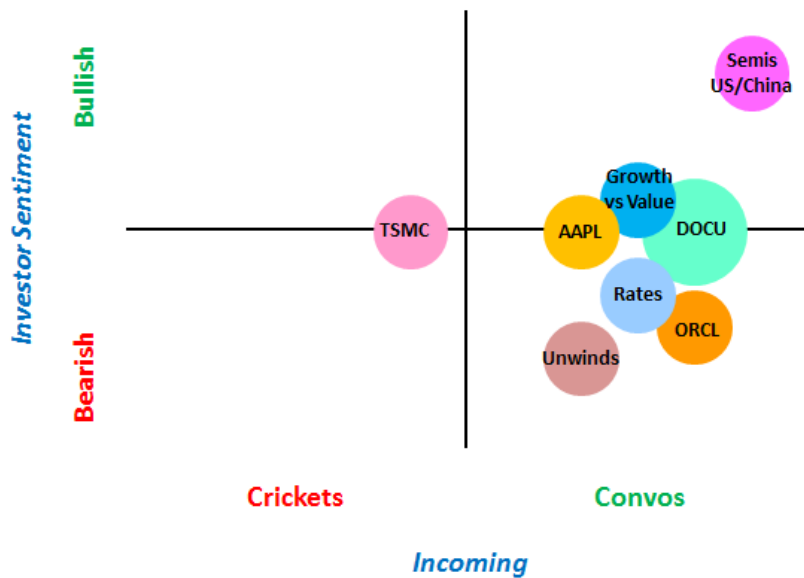 Semis
US/China
Growth
vs Value
TSMC
AAPL
DOCU
Rates
ORCL
Unwinds
Bullish
Investor Sentiment
Bearish
Crickets
Convos
Incoming